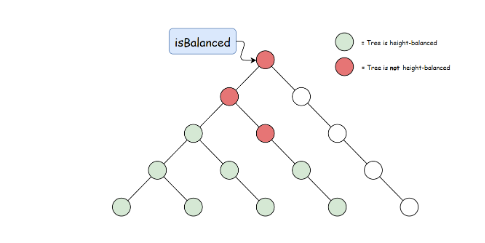 isBalanced
= Tree is height-balanced
= Tree is not height-balanced